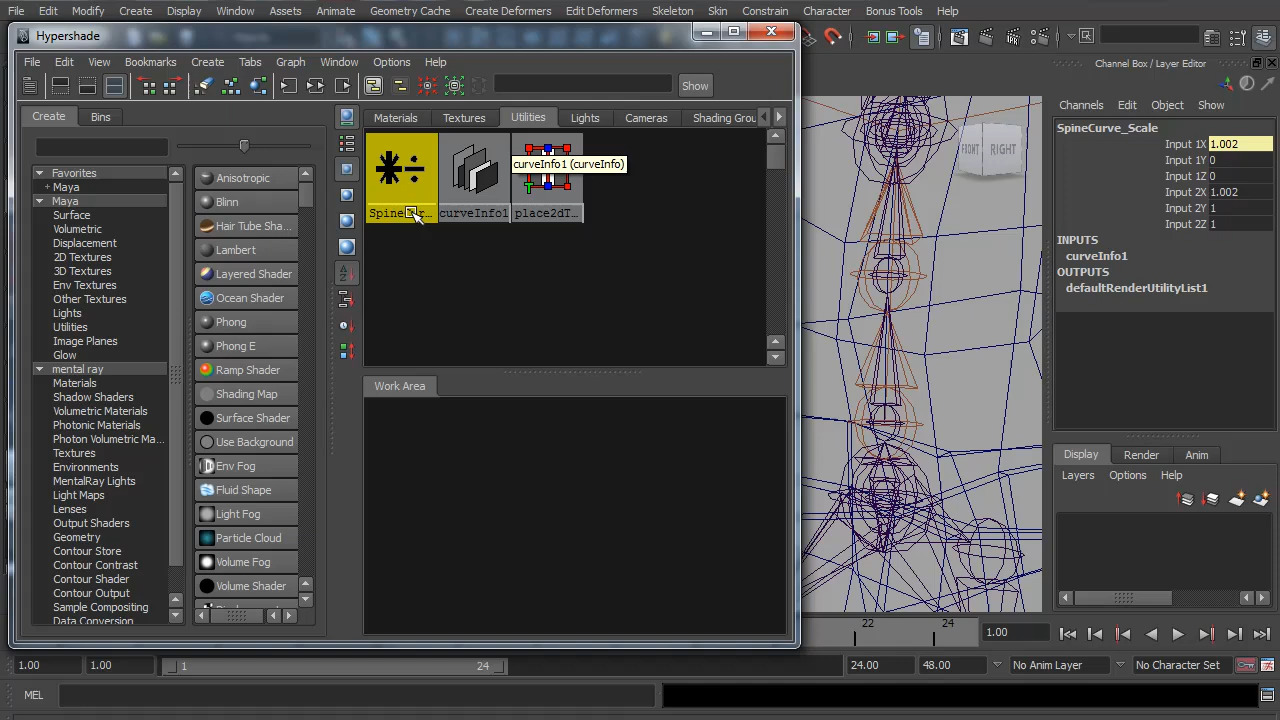 File Edit Modify Create Display Window Assets Animate Geometry Cache Create Deformers Edit Deformers Skeleton Skin Constrain Character Bonus Tools Help
Hypershade
File Edit View Bookmarks Create Tabs Graph Window Options Help
Show
Create Bins
Favorites
Maya
Maya
Surface
Volumetric
Displacement
2D Textures
3D Textures
Env Textures
Other Textures
Lights
Utilities
Image Planes
Glow
mental ray
Materials
Shadow Shaders
Volumetric Materials
Photonic Materials
Photon Volumetric Ma...
Textures
Environments
MentalRay Lights
Light Maps
Lenses
Output Shaders
Geometry
Contour Store
Contour Contrast
Contour Shader
Sample Compositing
Data Conversion
Anisotropic
Blinn
Hair Tube Sha...
Lambert
Layered Shader
Ocean Shader
Phong
Phong E
Ramp Shader
Shading Map
Surface Shader
Use Background
Env Fog
Fluid Shape
Light Fog
Particle Cloud
Volume Fog
Volume Shader
Materials Textures Utilities Lights Cameras Shading Grou
curveInfo1 (curveInfo)
curveInfo1 place2dT...
Work Area
FRONT RIGHT
Channel Box / Layer Editor
Channels Edit Object Show
SpineCurve_Scale
Input 1X 1.002
Input 1Y 0
Input 1Z 0
Input 2X 1.002
Input 2Y 1
Input 2Z 1
INPUTS
curveInfo1
OUTPUTS
defaultRenderUtilityList1
Display Render Anim
Layers Options Help
22 24
1.00
1.00 1.00 1 24 24.00 48.00 No Anim Layer No Character Set
MEL